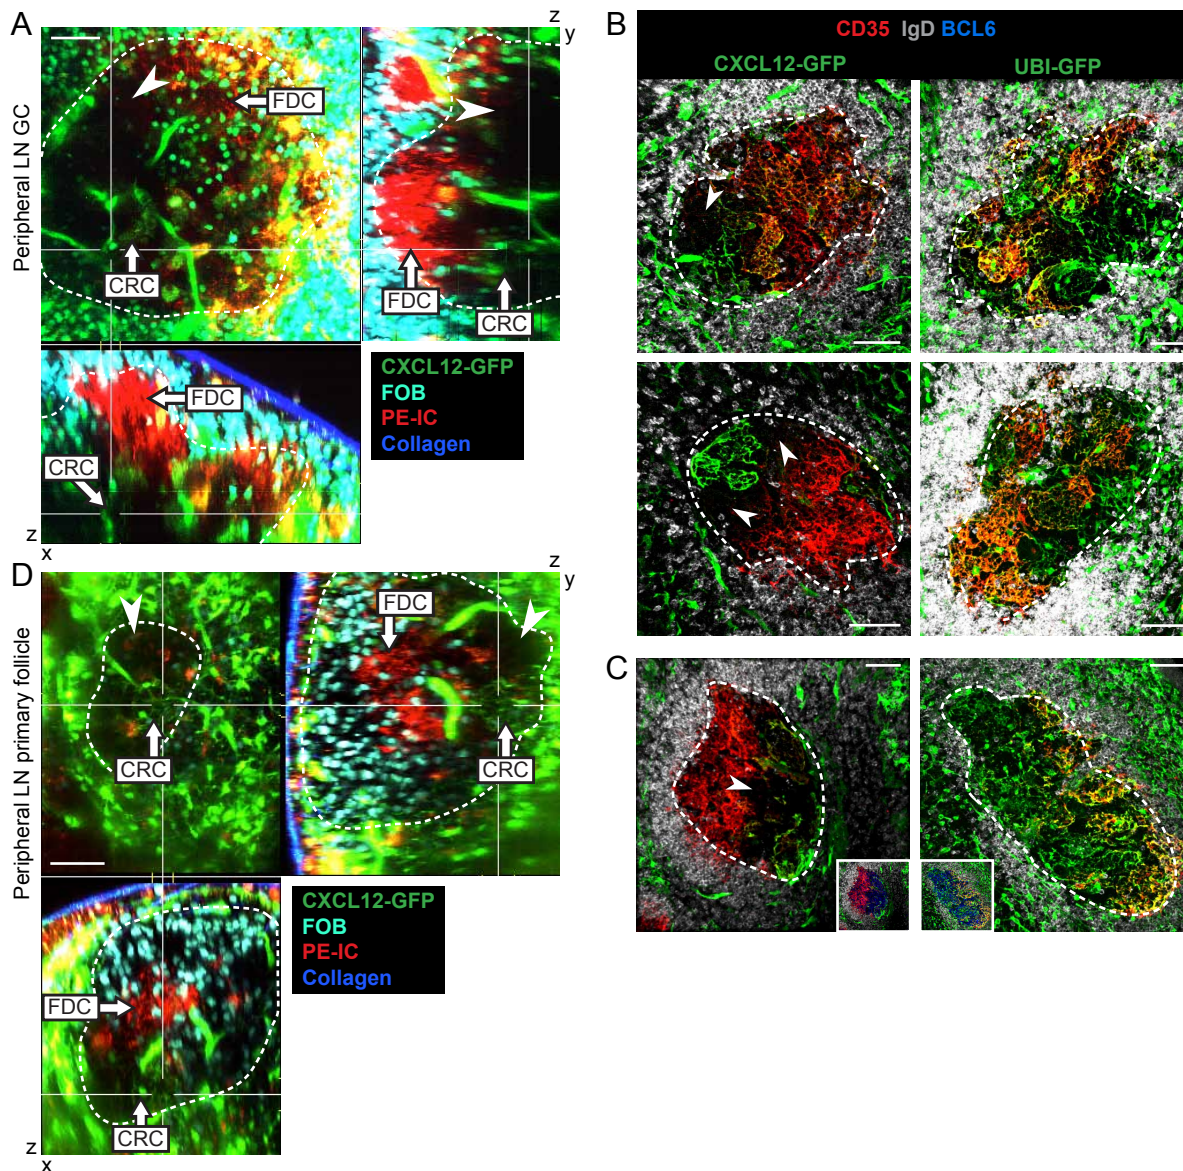 A
z
y
Peripheral LN GC
FDC
CRC
FDC
CRC
FDC
CRC
CXCL12-GFP
FOB
PE-IC
Collagen
z
x
B
CD35 IgD BCL6
CXCL12-GFP
UBI-GFP
C
D
z
y
Peripheral LN primary follicle
FDC
CRC
CRC
FDC
CRC
CXCL12-GFP
FOB
PE-IC
Collagen
z
x